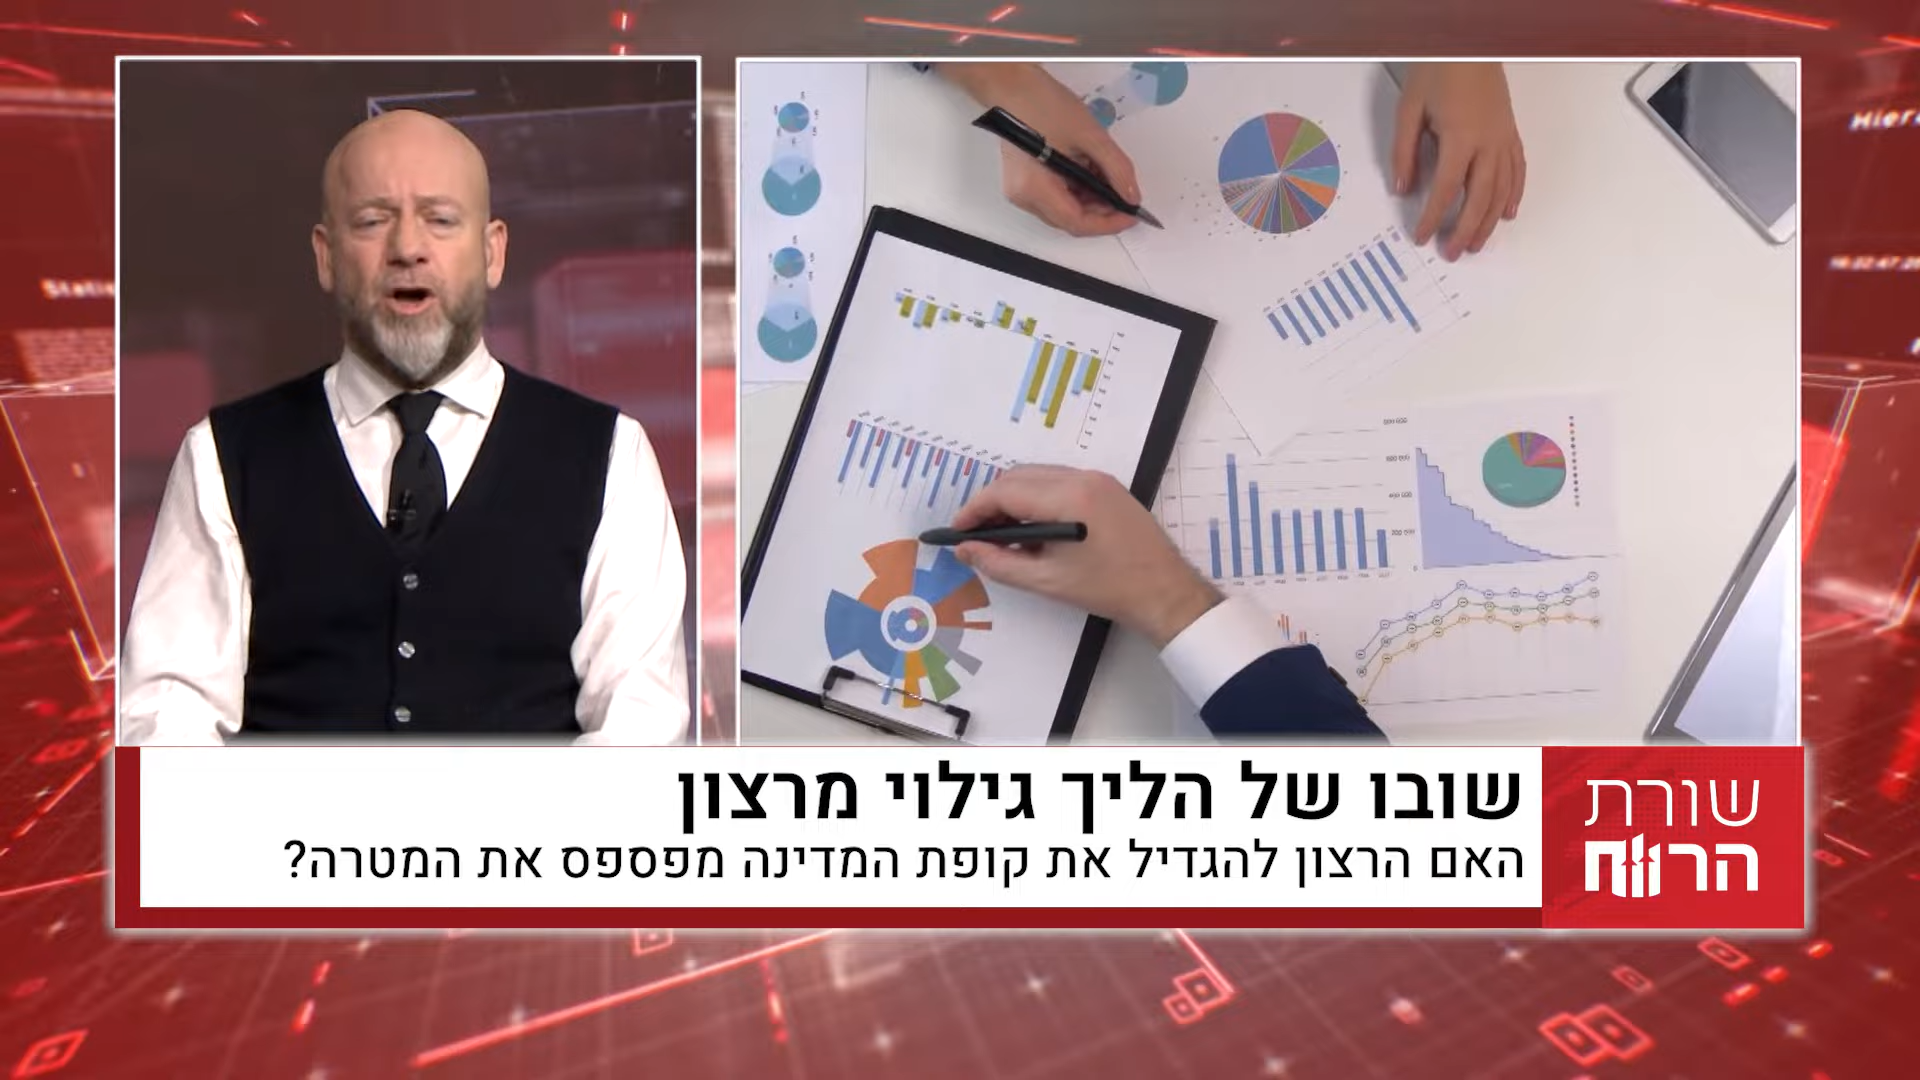 שובו של הליך גילוי מרצון
האם הרצון להגדיל את קופת המדינה מפספס את המטרה?
שורת
הרווח